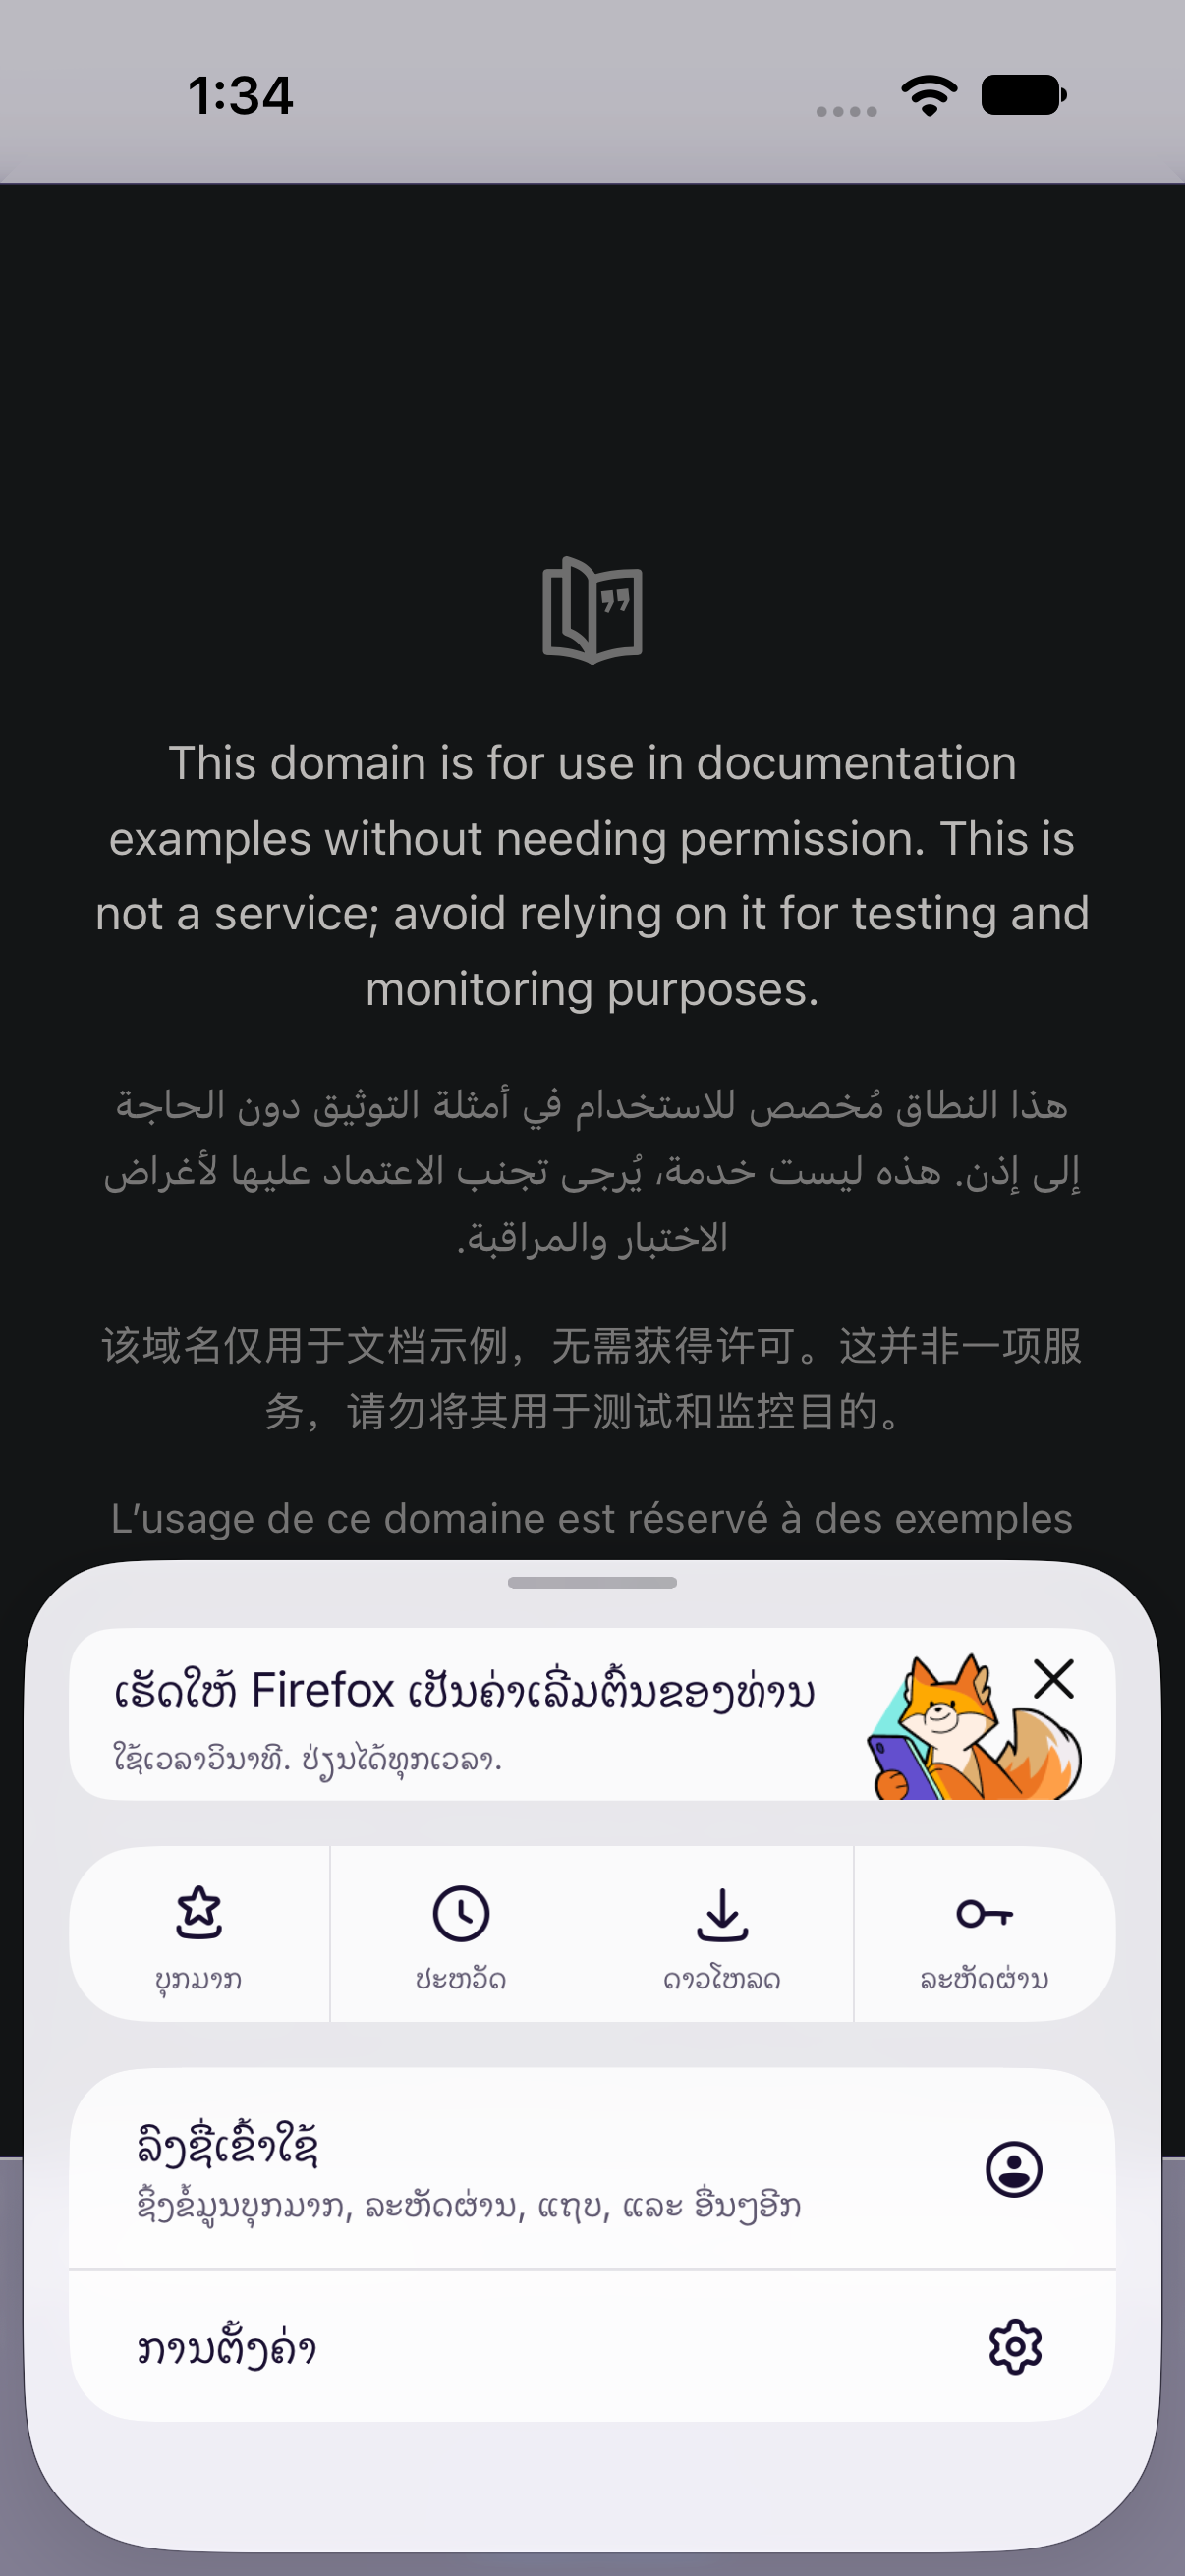 1:34
This domain is for use in documentation
examples without needing permission. This is
not a service; avoid relying on it for testing and
monitoring purposes.
هذا النطاق مُخصص للاستخدام في أمثلة التوثيق دون الحاجة
إلى إذن. هذه ليست خدمة، يُرجى تجنب الاعتماد عليها لأغراض
الاختبار والمراقبة.
该域名仅用于文档示例，无需获得许可。这并非一项服
务，请勿将其用于测试和监控目的。
L’usage de ce domaine est réservé à des exemples
ເຮັດໃຫ້ Firefox ເປັນຄ່າເລີ່ມຕົ້ນຂອງທ່ານ
ໃຊ້ເວລາວິນາທີ. ປ່ຽນໄດ້ທຸກເວລາ.
ບຸກມາກ
ປະຫວັດ
ດາວໂຫລດ
ລະຫັດຜ່ານ
ລົງຊື່ເຂົ້າໃຊ້
ຊິ້ງຂໍ້ມູນບຸກມາກ, ລະຫັດຜ່ານ, ແຖບ, ແລະ ອື່ນໆອີກ
ການຕັ້ງຄ່າ